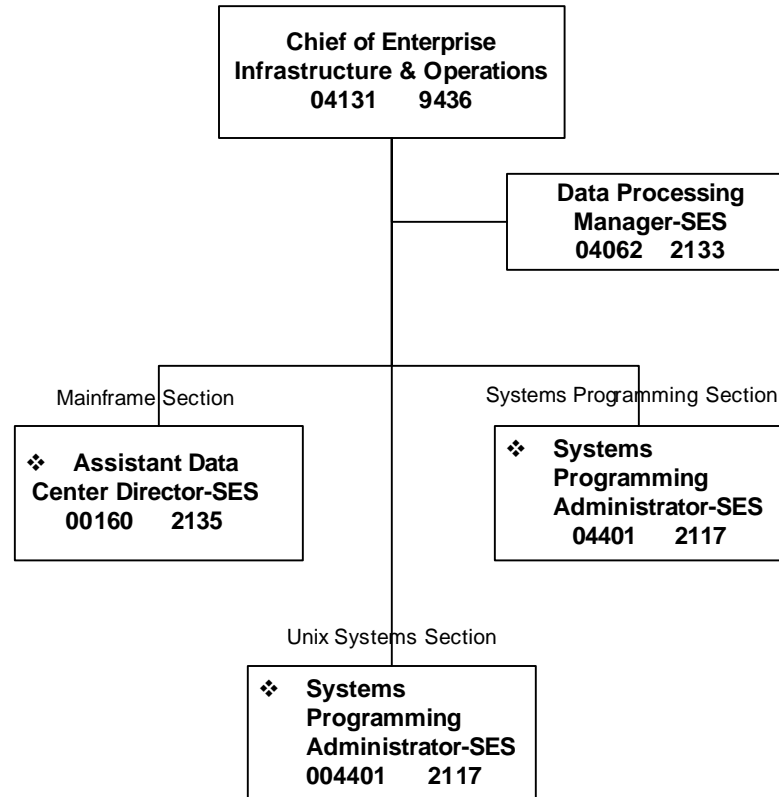 Chief of Enterprise
Infrastructure & Operations
04131 9436
Data Processing
Manager-SES
04062 2133
Mainframe Section
❖ Assistant Data
Center Director-SES
00160 2135
Systems Programming Section
❖ Systems
Programming
Administrator-SES
04401 2117
Unix Systems Section
❖ Systems
Programming
Administrator-SES
004401 2117